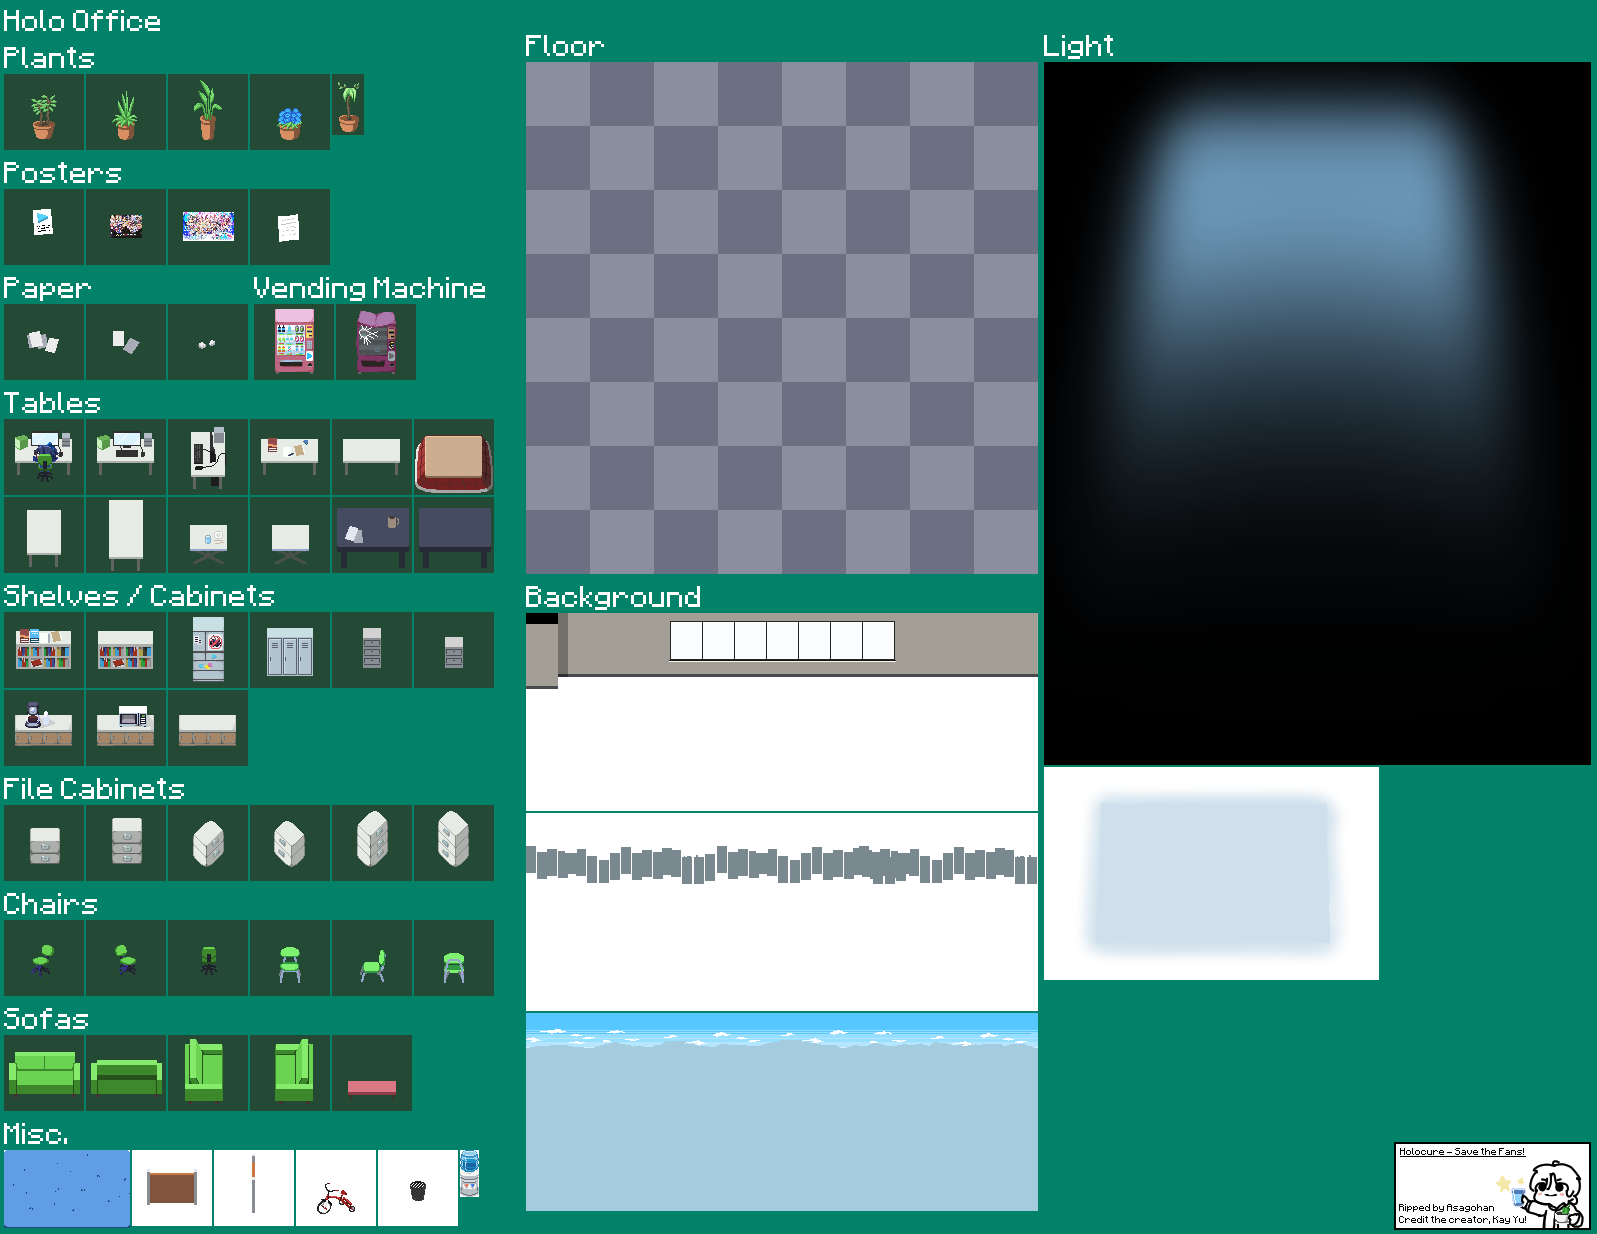 Holo Office
Plants
Posters
Paper
Vending Machine
Tables
Shelves / Cabinets
File Cabinets
Chairs
Sofas
Misc.
Floor
Background
Light
Holocure - Save the Fans!
Ripped by Asagohan
Credit the creator, Kay Yu!